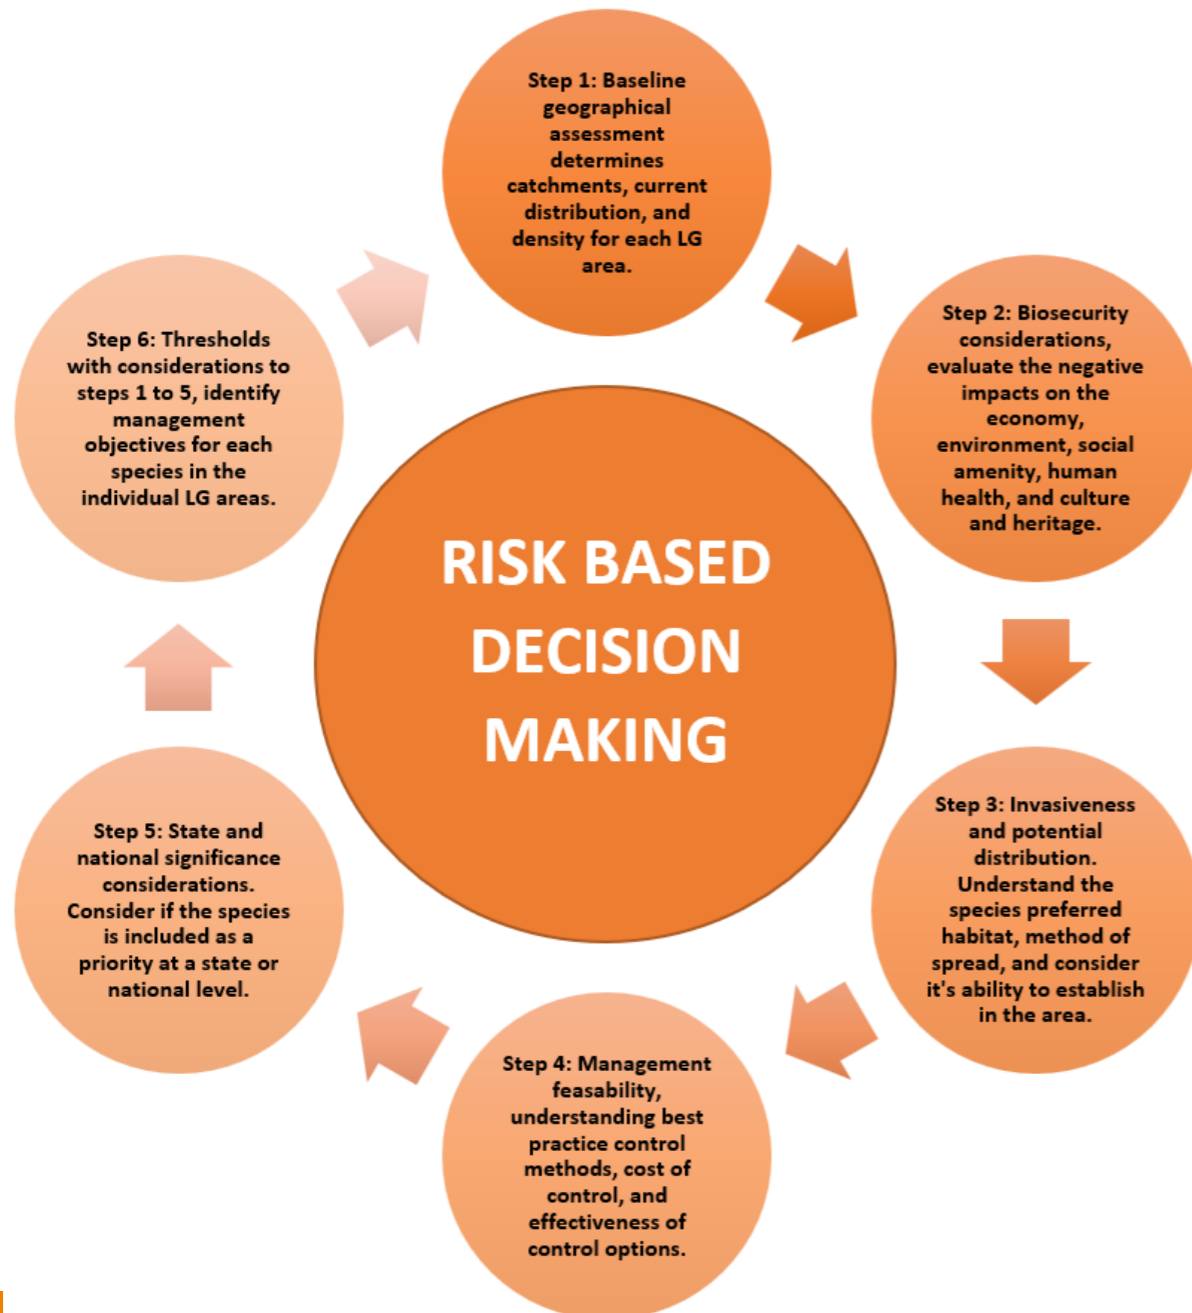 Step 1: Baseline
geographical
assessment
determines
catchments, current
distribution, and
density for each LG
area.
Step 2: Biosecurity
considerations,
evaluate the negative
impacts on the
economy,
environment, social
amenity, human
health, and culture
and heritage.
Step 3: Invasiveness
and potential
distribution.
Understand the
species preferred
habitat, method of
spread, and consider
it's ability to establish
in the area.
Step 4: Management
feasability,
understanding best
practice control
methods, cost of
control, and
effectiveness of
control options.
Step 5: State and
national significance
considerations.
Consider if the species
is included as a
priority at a state or
national level.
Step 6: Thresholds
with considerations to
steps 1 to 5, identify
management
objectives for each
species in the
individual LG areas.
RISK BASED
DECISION
MAKING